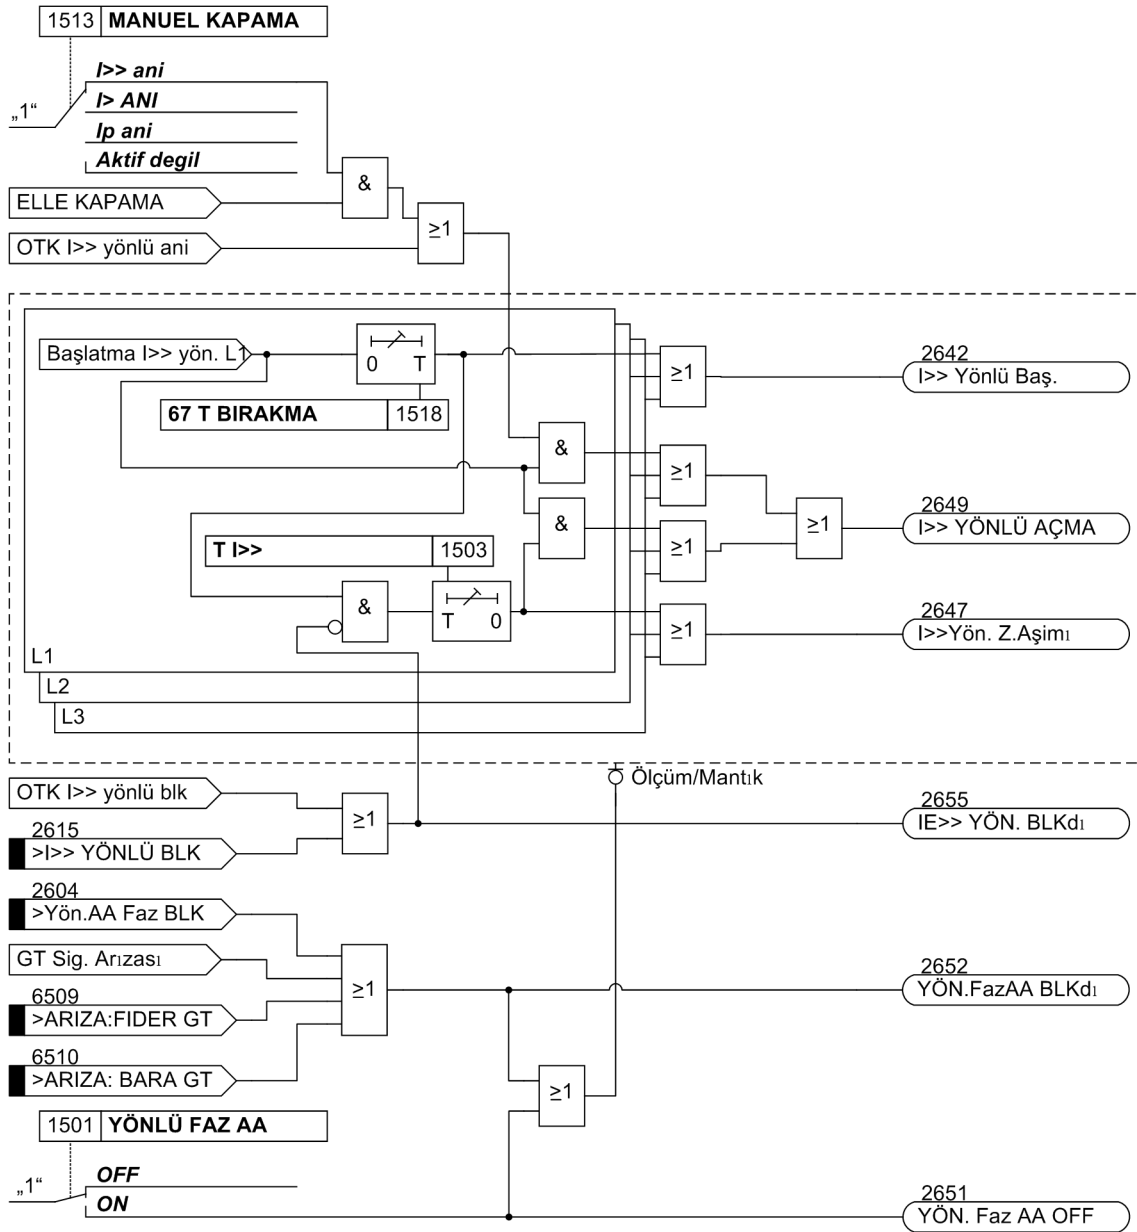 1513 MANUEL KAPAMA
I>> ani
I> ANI
Ip ani
Aktif degil
„1“
&
ELLE KAPAMA
≥1
OTK I>> yönlü ani
Başlatma I>> yön. L1
0 T
67 T BIRAKMA 1518
≥1
2642
I>> Yönlü Baş.
&
≥1
&
≥1
≥1
2649
I>> YÖNLÜ AÇMA
T I>> 1503
&
T 0
≥1
2647
I>>Yön. Z.Aşimı
L1
L2
L3
Ölçüm/Mantık
OTK I>> yönlü blk
2615
>I>> YÖNLÜ BLK
≥1
2655
IE>> YÖN. BLKdı
2604
>Yön.AA Faz BLK
GT Sig. Arızası
6509
>ARIZA:FIDER GT
6510
>ARIZA: BARA GT
≥1
2652
YÖN.FazAA BLKdı
≥1
1501 YÖNLÜ FAZ AA
„1“
OFF
ON
2651
YÖN. Faz AA OFF